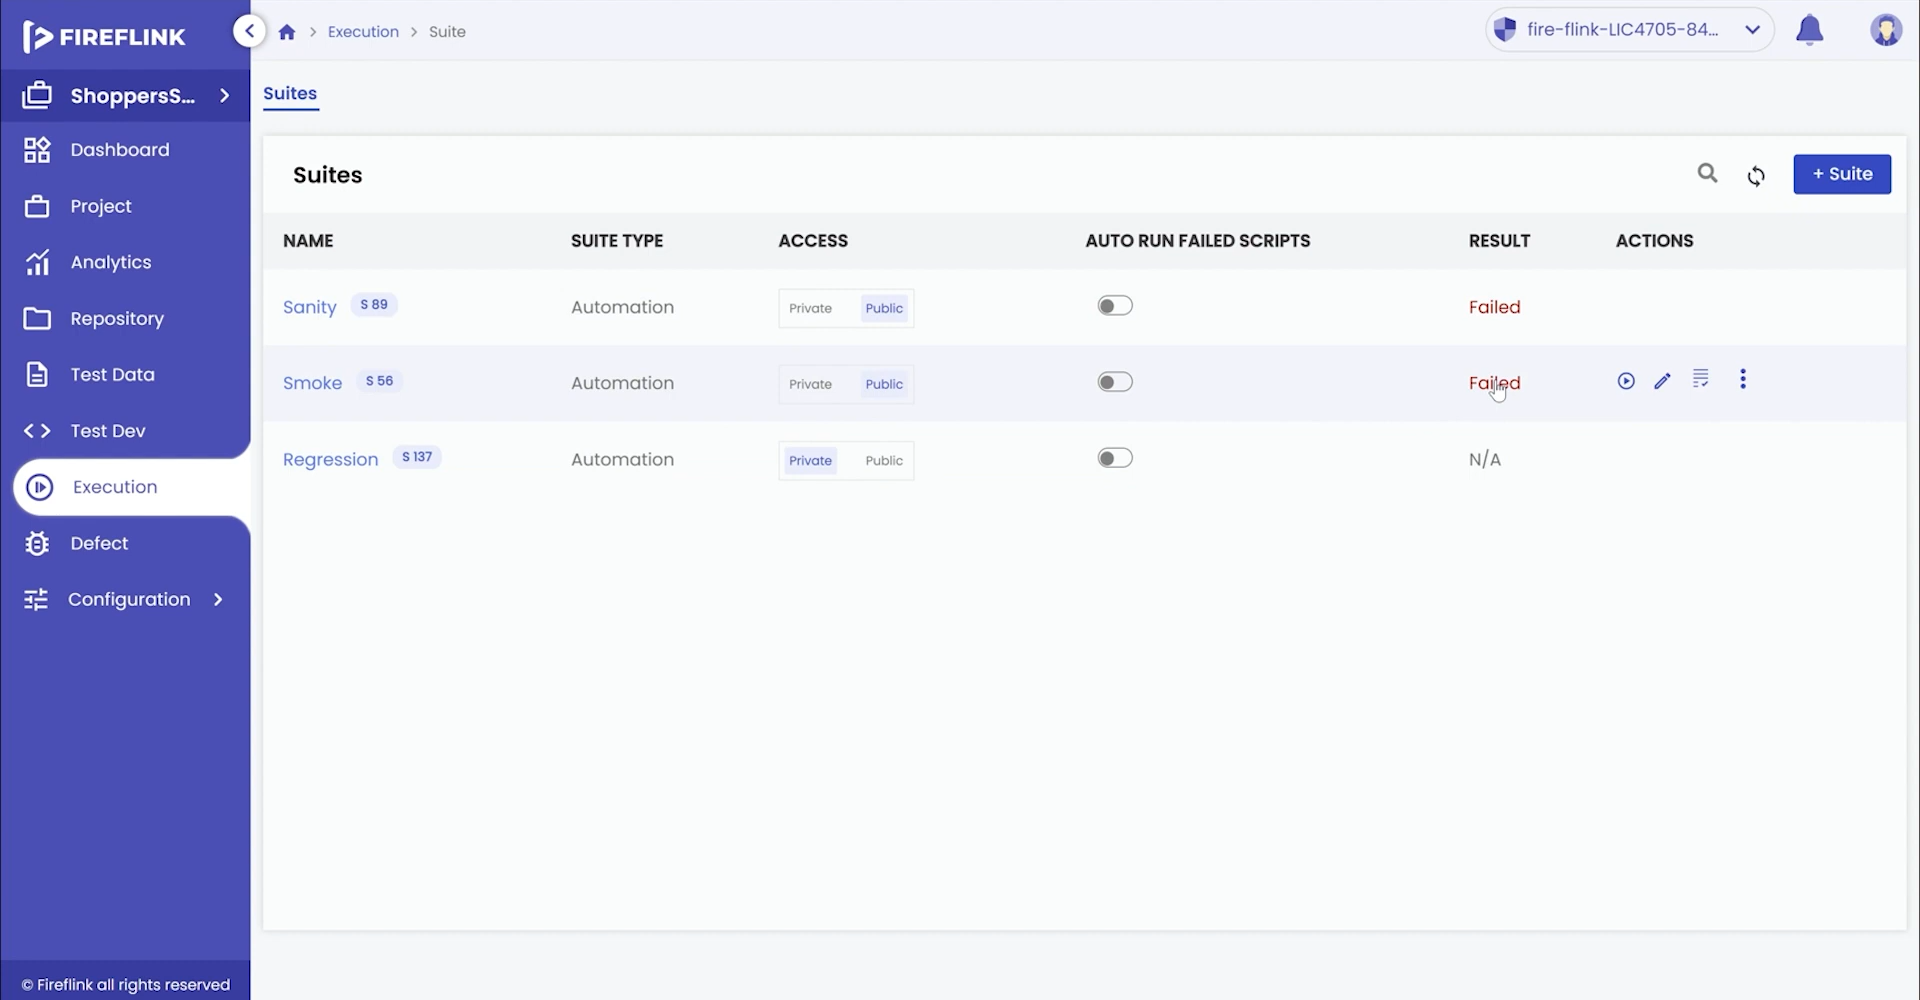 FIREFLINK
Execution
Suite
fire-flink-LIC4705-84...
ShoppersS...
Dashboard
Project
Analytics
Repository
Test Data
Test Dev
Execution
Defect
Configuration
© Fireflink all rights reserved
Suites
Suites
+ Suite
NAME SUITE TYPE ACCESS AUTO RUN FAILED SCRIPTS RESULT ACTIONS
Sanity S 89 Automation Private Public Failed
Smoke S 56 Automation Private Public Failed
Regression S 137 Automation Private Public N/A